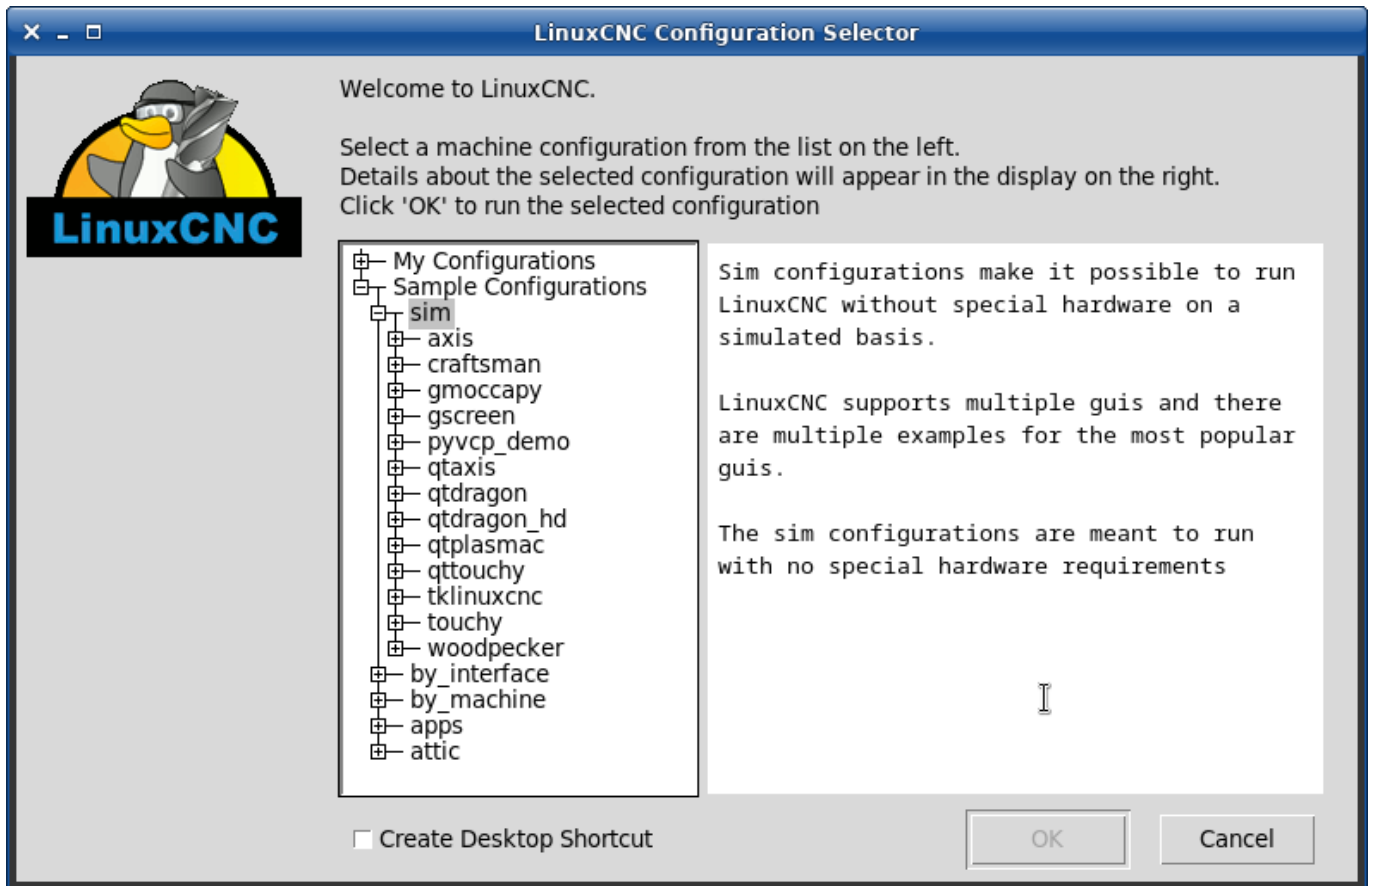 LinuxCNC Configuration Selector
LinuxCNC
Welcome to LinuxCNC.
Select a machine configuration from the list on the left.
Details about the selected configuration will appear in the display on the right.
Click 'OK' to run the selected configuration
My Configurations
Sample Configurations
sim
axis
craftsman
gmoccapy
gscreen
pyvcp_demo
qtaxis
qtdragon
qtdragon_hd
qtplasmac
qttouchy
tklinuxcnc
touchy
woodpecker
by_interface
by_machine
apps
attic
Sim configurations make it possible to run
LinuxCNC without special hardware on a
simulated basis.
LinuxCNC supports multiple guis and there
are multiple examples for the most popular
guis.
The sim configurations are meant to run
with no special hardware requirements
Create Desktop Shortcut
OK
Cancel